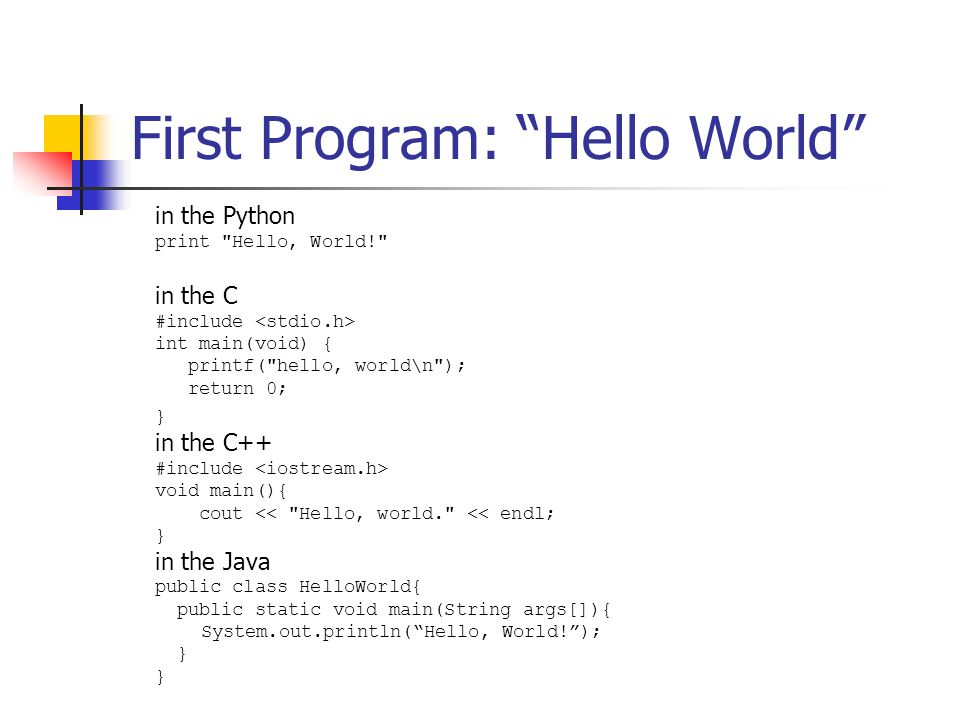 First Program: “Hello World”
in the Python
print "Hello, World!"
in the C
#include <stdio.h>
int main(void) {
   printf("hello, world\n");
   return 0;
}
in the C++
#include <iostream.h>
void main(){
    cout << "Hello, world." << endl;
}
in the Java
public class HelloWorld{
  public static void main(String args[]){
    System.out.println(“Hello, World!”);
  }
}